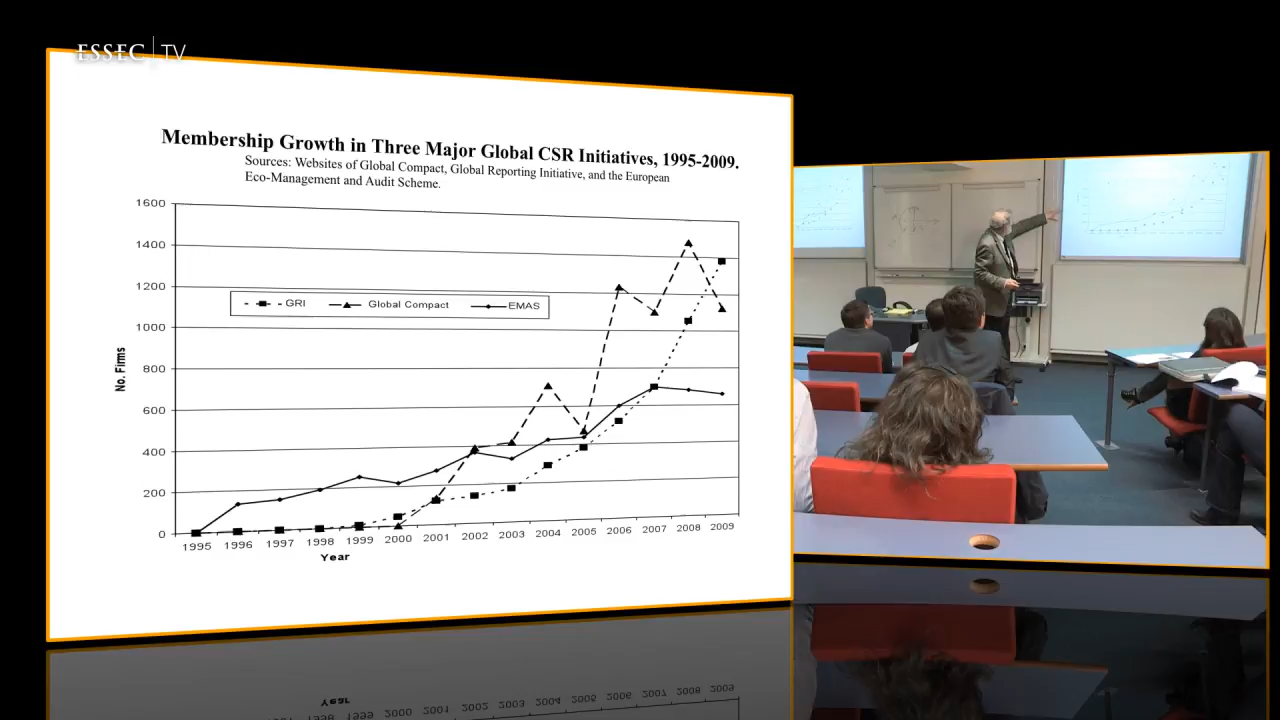 ESSEC TV
Membership Growth in Three Major Global CSR Initiatives, 1995-2009.
Sources: Websites of Global Compact, Global Reporting Initiative, and the European
Eco-Management and Audit Scheme.
1600
1400
1200
1000
800
600
400
200
0
No. Firms
GRI Global Compact EMAS
1995 1996 1997 1998 1999 2000 2001 2002 2003 2004 2005 2006 2007 2008 2009
Year